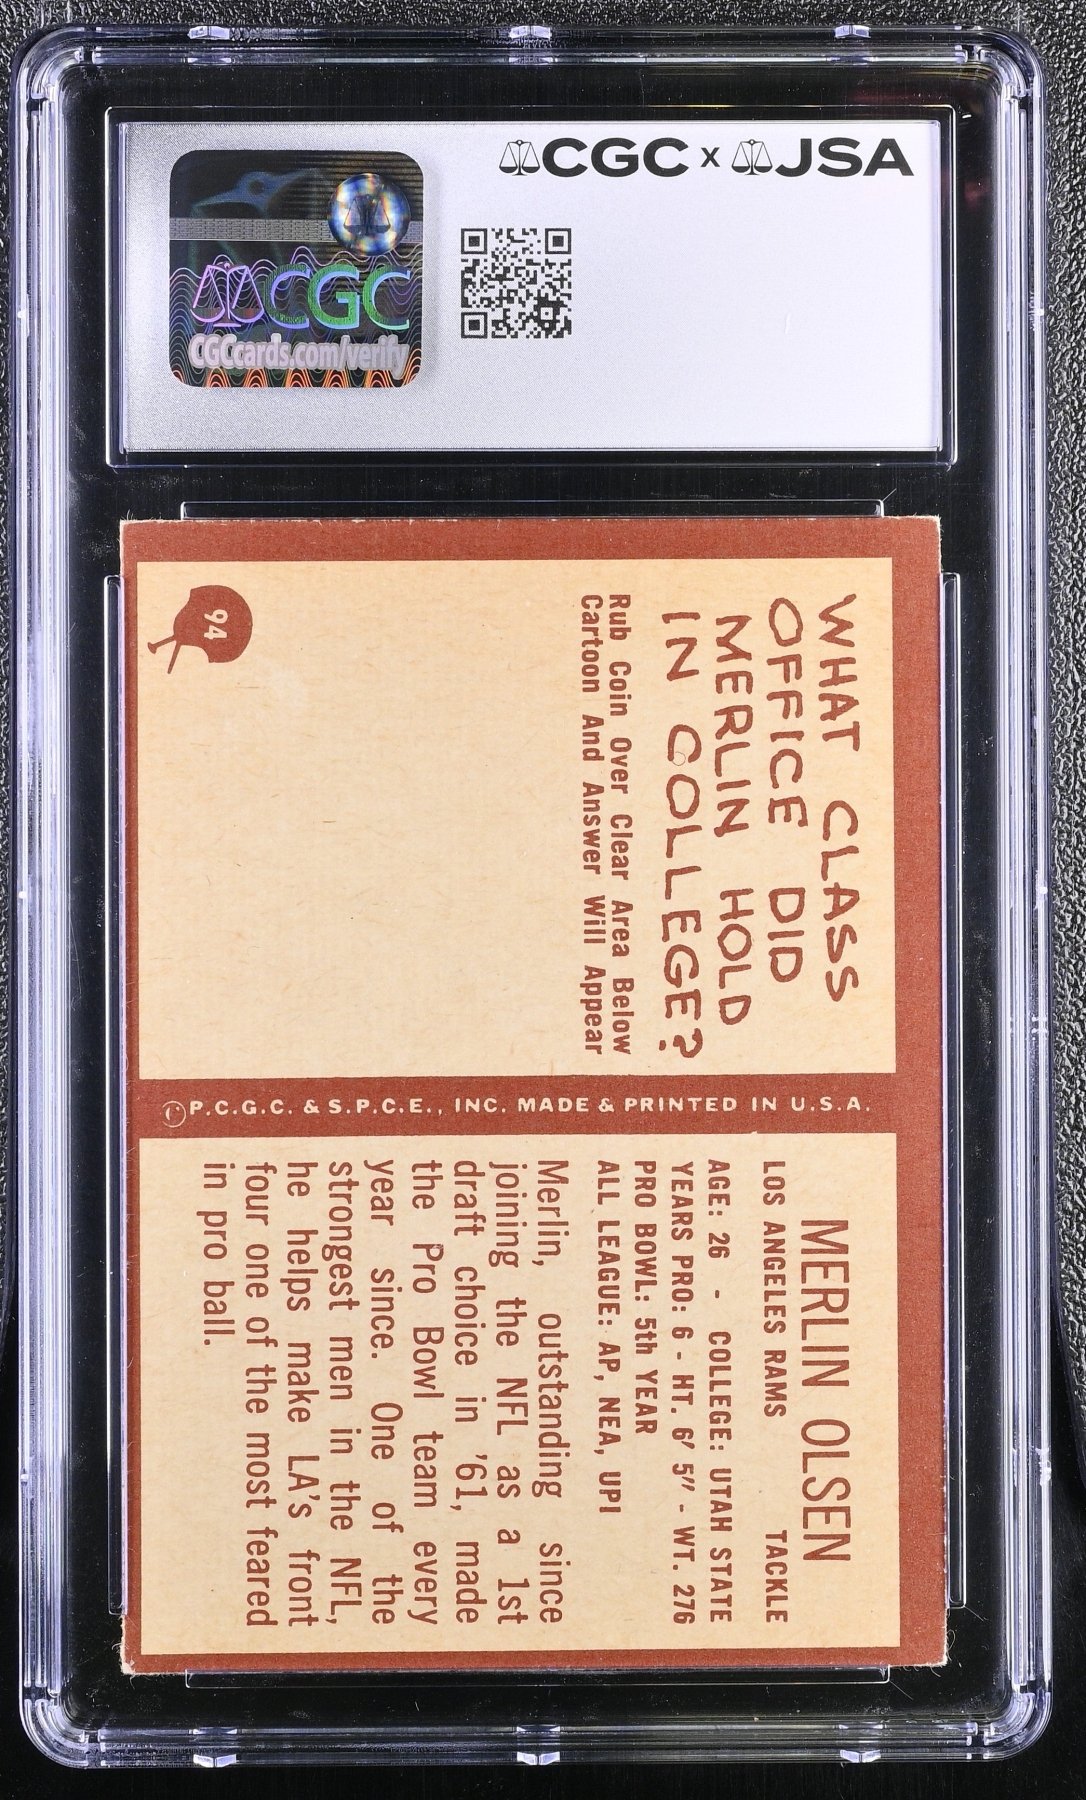 CGC x JSA
CGC
CGCcards.com/verify
WHAT CLASS
OFFICE DID
MERLIN HOLD
IN COLLEGE?
Rub Coin Over Clear Area Below
Cartoon And Answer Will Appear
94
©P.C.G.C. & S.P.C.E., INC. MADE & PRINTED IN U.S.A.
MERLIN OLSEN
LOS ANGELES RAMS TACKLE
AGE: 26 - COLLEGE: UTAH STATE
YEARS PRO: 6 - HT. 6' 5" - WT. 276
PRO BOWL: 5th YEAR
ALL LEAGUE: AP, NEA, UPI
Merlin, outstanding since
joining the NFL as a 1st
draft choice in '61, made
the Pro Bowl team every
year since. One of the
strongest men in the NFL,
he helps make LA's front
four one of the most feared
in pro ball.